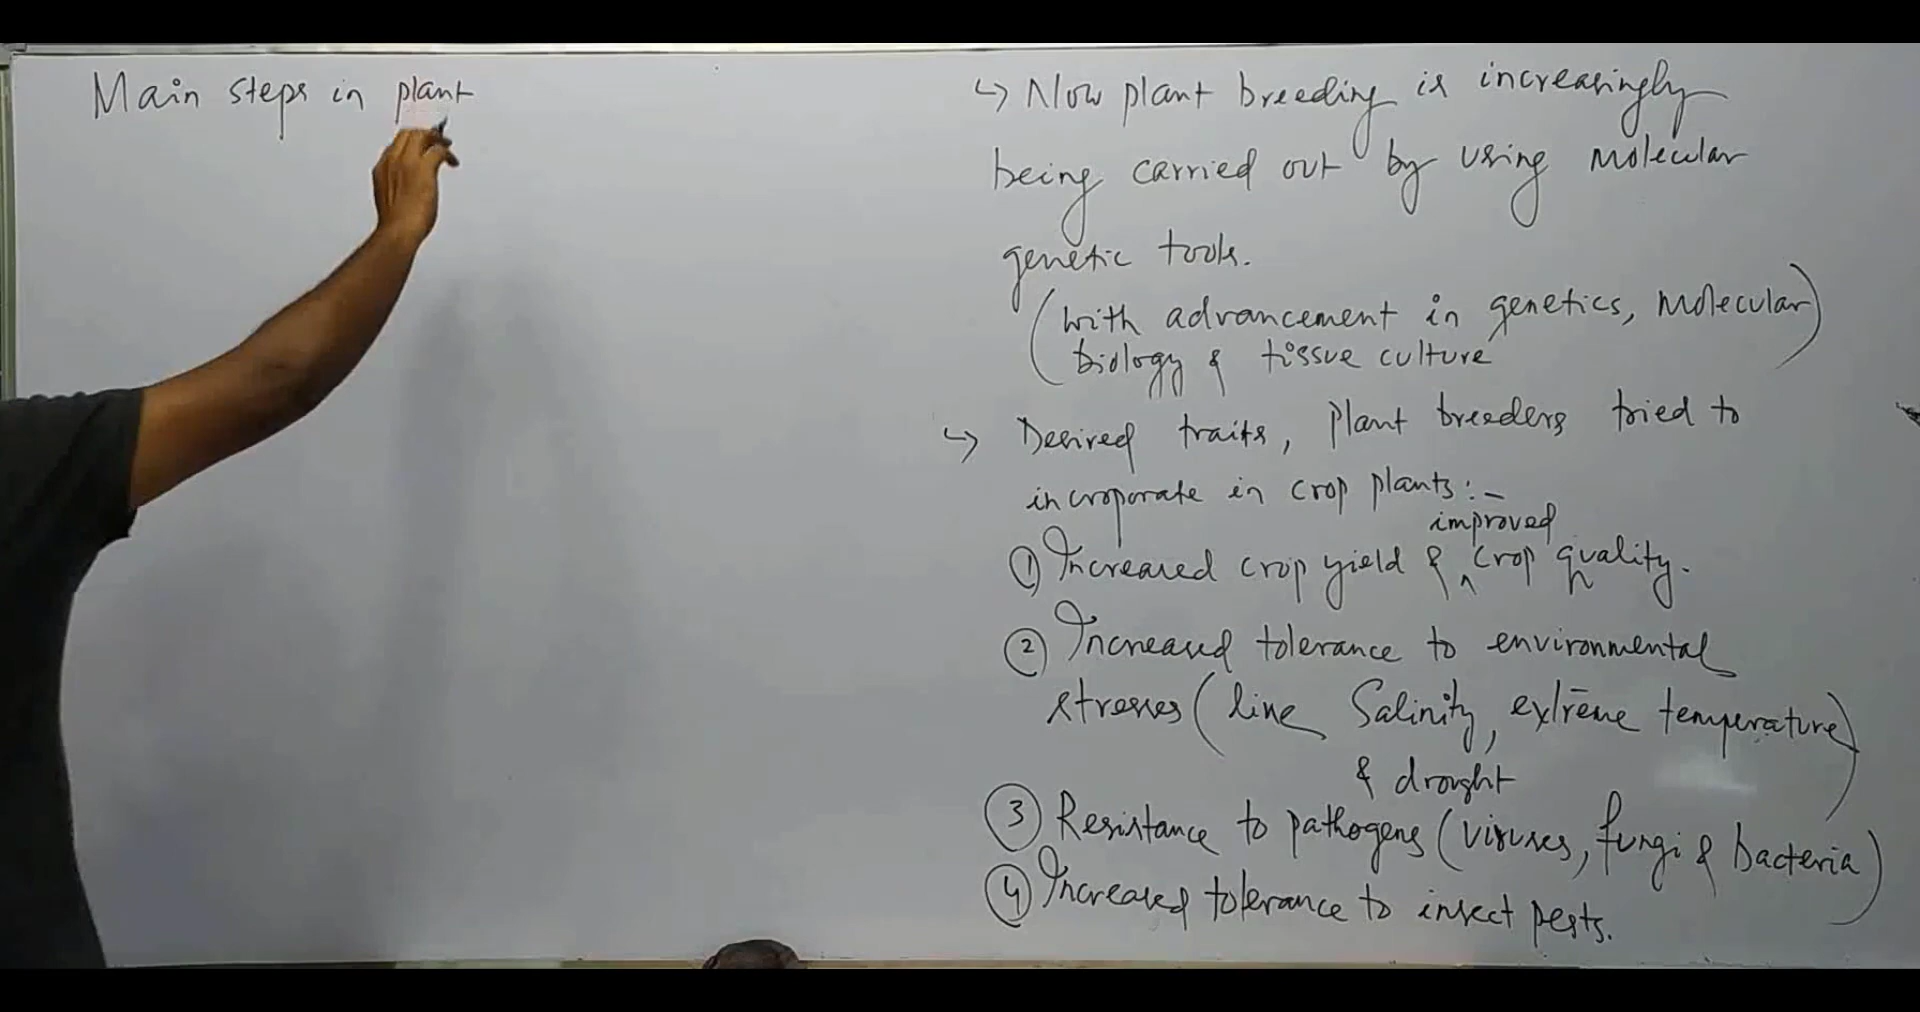 Main steps in plant
↳ Now plant breeding is increasingly
being carried out by using molecular
genetic tools.
(with advancement in genetics, molecular
biology & tissue culture)
↳ Desired traits, plant breeders tried to
incroporate in crop plants:-
improved
① Increased crop yield & ^ crop quality.
② Increased tolerance to environmental
stresses (like Salinity, extreme temperature
& drought)
③ Resistance to pathogens (viruses, fungi & bacteria)
④ Increased tolerance to insect pests.